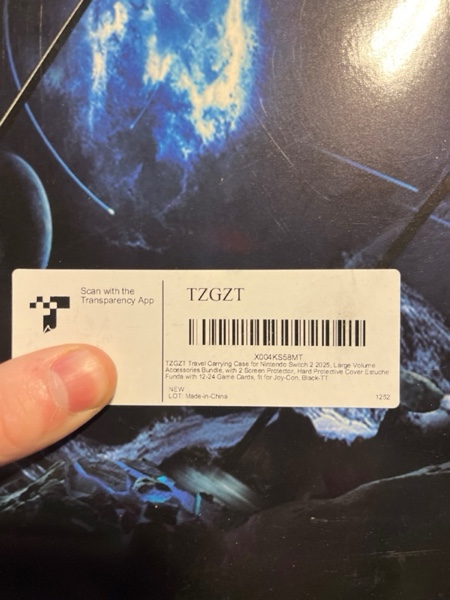 Scan with the
Transparency App
TZGZT
X004KS58MT
TZGZT Travel Carrying Case for Nintendo Switch 2 2025, Large Volume
Accessories Bundle, with 2 Screen Protector, Hard Protective Cover Estuche
Funda with 12-24 Game Cards, fit for Joy-Con, Black-TT
NEW
LOT: Made-in-China
1252